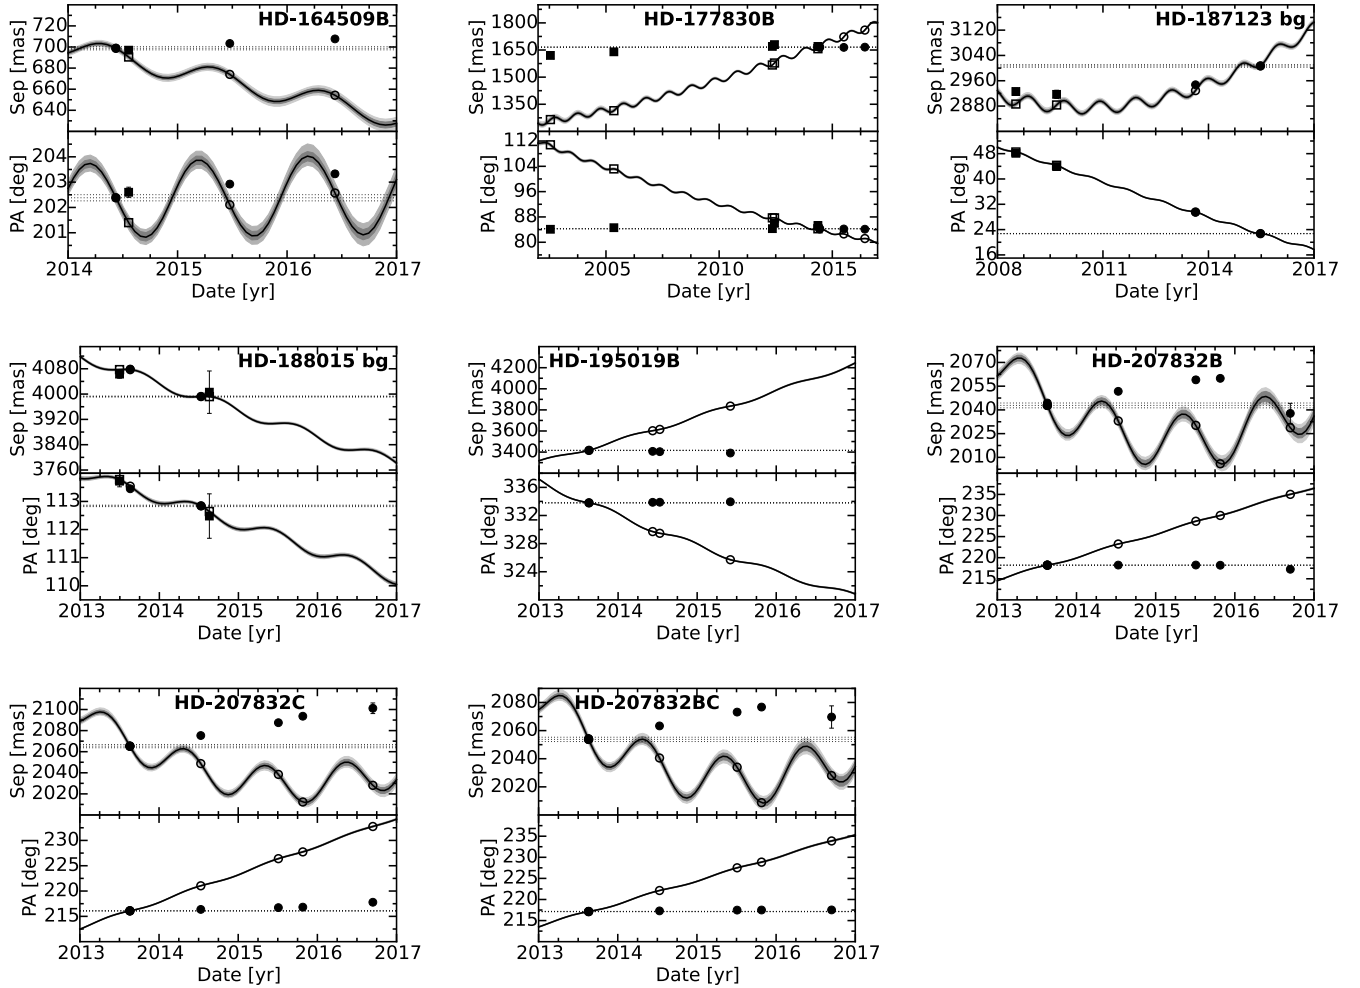 HD-164509B
Sep [mas]
720
700
680
660
640
PA [deg]
204
203
202
201
2014 2015 2016 2017
Date [yr]
HD-177830B
Sep [mas]
1800
1650
1500
1350
PA [deg]
112
104
96
88
80
2005 2010 2015
Date [yr]
HD-187123 bg
Sep [mas]
3120
3040
2960
2880
PA [deg]
48
40
32
24
16
2008 2011 2014 2017
Date [yr]
HD-188015 bg
Sep [mas]
4080
4000
3920
3840
3760
PA [deg]
113
112
111
110
2013 2014 2015 2016 2017
Date [yr]
HD-195019B
Sep [mas]
4200
4000
3800
3600
3400
PA [deg]
336
332
328
324
2013 2014 2015 2016 2017
Date [yr]
HD-207832B
Sep [mas]
2070
2055
2040
2025
2010
PA [deg]
235
230
225
220
215
2013 2014 2015 2016 2017
Date [yr]
HD-207832C
Sep [mas]
2100
2080
2060
2040
2020
PA [deg]
230
225
220
215
2013 2014 2015 2016 2017
Date [yr]
HD-207832BC
Sep [mas]
2080
2060
2040
2020
PA [deg]
235
230
225
220
215
2013 2014 2015 2016 2017
Date [yr]